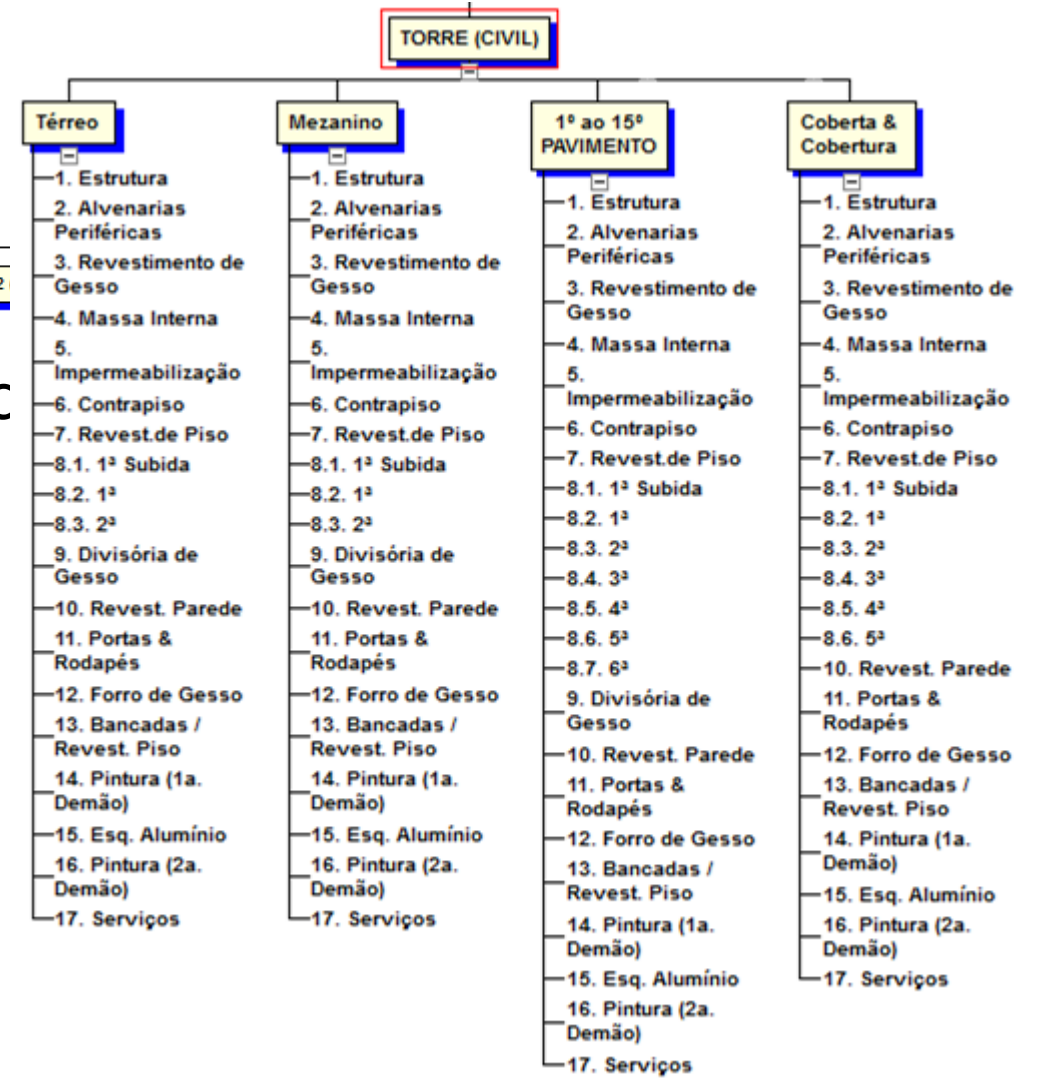 TORRE (CIVIL)
Térreo
1. Estrutura
2. Alvenarias
Periféricas
3. Revestimento de
Gesso
4. Massa Interna
5.
Impermeabilização
6. Contrapiso
7. Revest.de Piso
8.1. 1ª Subida
8.2. 1ª
8.3. 2ª
9. Divisória de
Gesso
10. Revest. Parede
11. Portas &
Rodapés
12. Forro de Gesso
13. Bancadas /
Revest. Piso
14. Pintura (1a.
Demão)
15. Esq. Alumínio
16. Pintura (2a.
Demão)
17. Serviços
Mezanino
1. Estrutura
2. Alvenarias
Periféricas
3. Revestimento de
Gesso
4. Massa Interna
5.
Impermeabilização
6. Contrapiso
7. Revest.de Piso
8.1. 1ª Subida
8.2. 1ª
8.3. 2ª
9. Divisória de
Gesso
10. Revest. Parede
11. Portas &
Rodapés
12. Forro de Gesso
13. Bancadas /
Revest. Piso
14. Pintura (1a.
Demão)
15. Esq. Alumínio
16. Pintura (2a.
Demão)
17. Serviços
1º ao 15º
PAVIMENTO
1. Estrutura
2. Alvenarias
Periféricas
3. Revestimento de
Gesso
4. Massa Interna
5.
Impermeabilização
6. Contrapiso
7. Revest.de Piso
8.1. 1ª Subida
8.2. 1ª
8.3. 2ª
8.4. 3ª
8.5. 4ª
8.6. 5ª
8.7. 6ª
9. Divisória de
Gesso
10. Revest. Parede
11. Portas &
Rodapés
12. Forro de Gesso
13. Bancadas /
Revest. Piso
14. Pintura (1a.
Demão)
15. Esq. Alumínio
16. Pintura (2a.
Demão)
17. Serviços
Coberta &
Cobertura
1. Estrutura
2. Alvenarias
Periféricas
3. Revestimento de
Gesso
4. Massa Interna
5.
Impermeabilização
6. Contrapiso
7. Revest.de Piso
8.1. 1ª Subida
8.2. 1ª
8.3. 2ª
8.4. 3ª
8.5. 4ª
8.6. 5ª
10. Revest. Parede
11. Portas &
Rodapés
12. Forro de Gesso
13. Bancadas /
Revest. Piso
14. Pintura (1a.
Demão)
15. Esq. Alumínio
16. Pintura (2a.
Demão)
17. Serviços